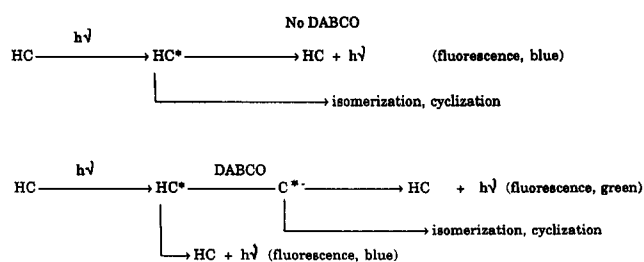 No DABCO
hν
HC HC* HC + hν (fluorescence, blue)
isomerization, cyclization
hν DABCO
HC HC* C*- HC + hν (fluorescence, green)
isomerization, cyclization
HC + hν (fluorescence, blue)